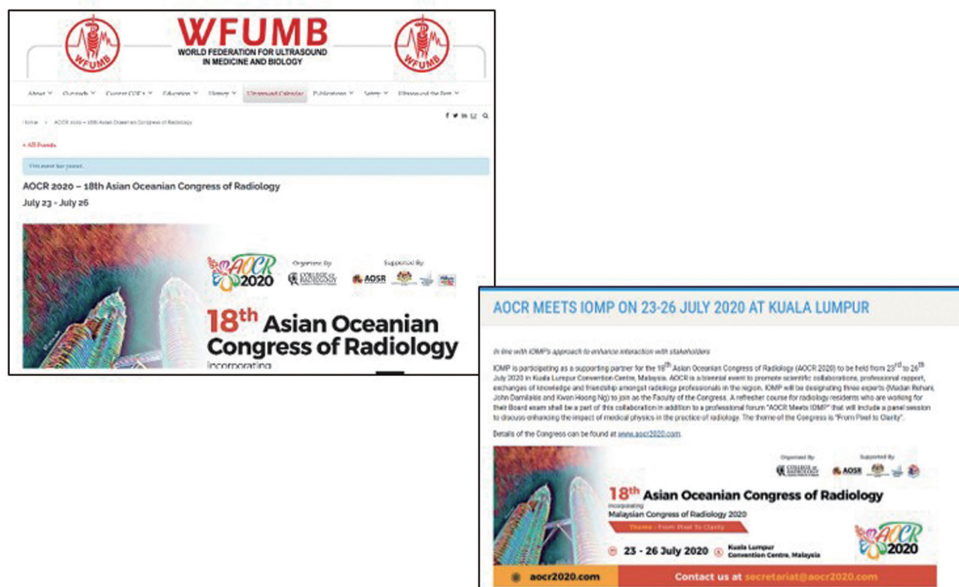 WFUMB
WORLD FEDERATION FOR ULTRASOUND
IN MEDICINE AND BIOLOGY
WFUMB
WFUMB
About Outreach Current COE's Education History Ultrasound Calendar Publications Safety Ultrasound the Best
Home > AOCR 2020 – 18th Asian Oceanian Congress of Radiology
« All Events
This event has passed.
AOCR 2020 – 18th Asian Oceanian Congress of Radiology
July 23 - July 26
AOCR
2020
Organised By
COLLEGE of
RADIOLOGY
Supported By
AOSR
18th Asian Oceanian
Congress of Radiology
Incorporating
AOCR MEETS IOMP ON 23-26 JULY 2020 AT KUALA LUMPUR
In line with IOMP's approach to enhance interaction with stakeholders
IOMP is participating as a supporting partner for the 18th Asian Oceanian Congress of Radiology (AOCR 2020) to be held from 23rd to 26th
July 2020 in Kuala Lumpur Convention Centre, Malaysia. AOCR is a biennial event to promote scientific collaborations, professional rapport,
exchanges of knowledge and friendship amongst radiology professionals in the region. IOMP will be designating three experts (Madan Rehani,
John Damilakis and Kwan Hoong Ng) to join as the Faculty of the Congress. A refresher course for radiology residents who are working for
their Board exam shall be a part of this collaboration in addition to a professional forum "AOCR Meets IOMP" that will include a panel session
to discuss enhancing the impact of medical physics in the practice of radiology. The theme of the Congress is "From Pixel to Clarity".
Details of the Congress can be found at www.aocr2020.com.
Organised By
COLLEGE of
RADIOLOGY
Supported By
AOSR
18th Asian Oceanian Congress of Radiology
Incorporating
Malaysian Congress of Radiology 2020
Theme : From Pixel To Clarity
23 - 26 July 2020
Kuala Lumpur
Convention Centre, Malaysia
AOCR
2020
aocr2020.com
Contact us at secretariat@aocr2020.com